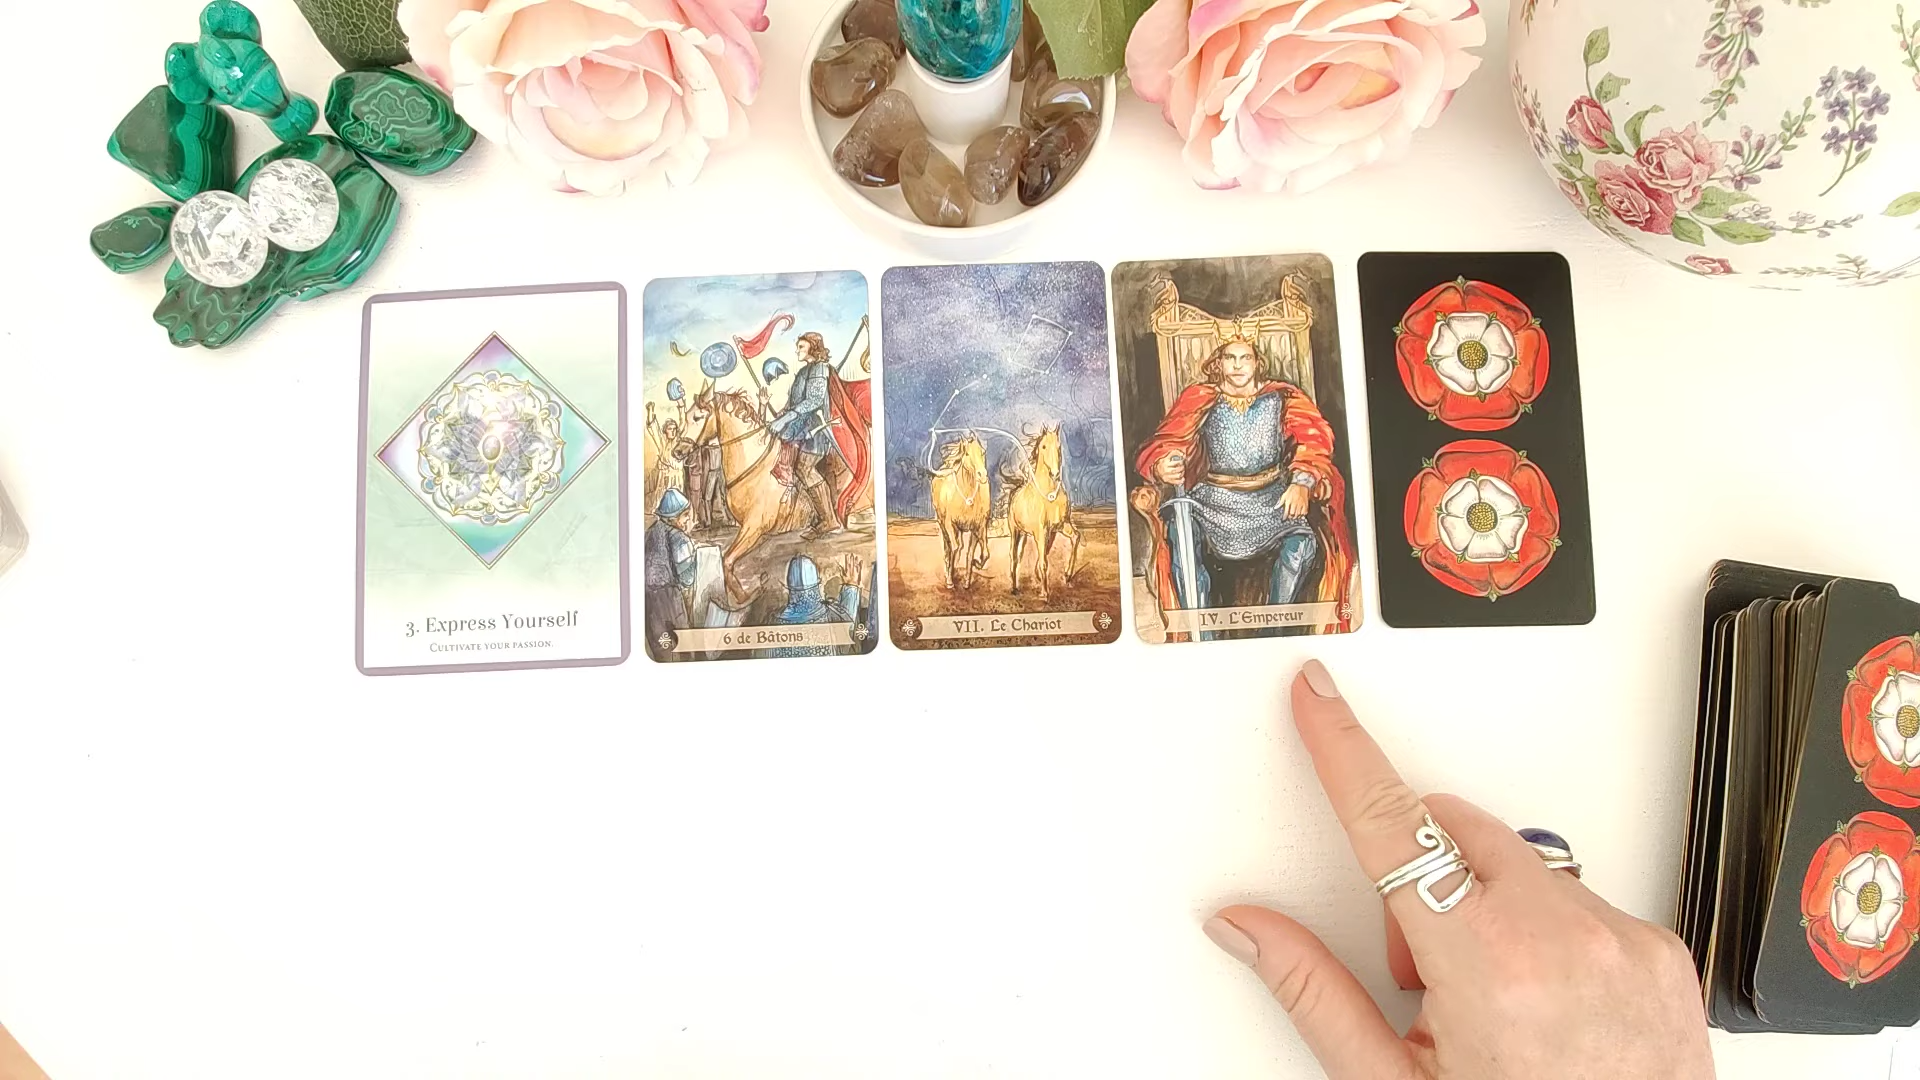 3. Express Yourself
Cultivate your passion.
6 de Bâtons
VII. Le Chariot
IV. L'Empereur